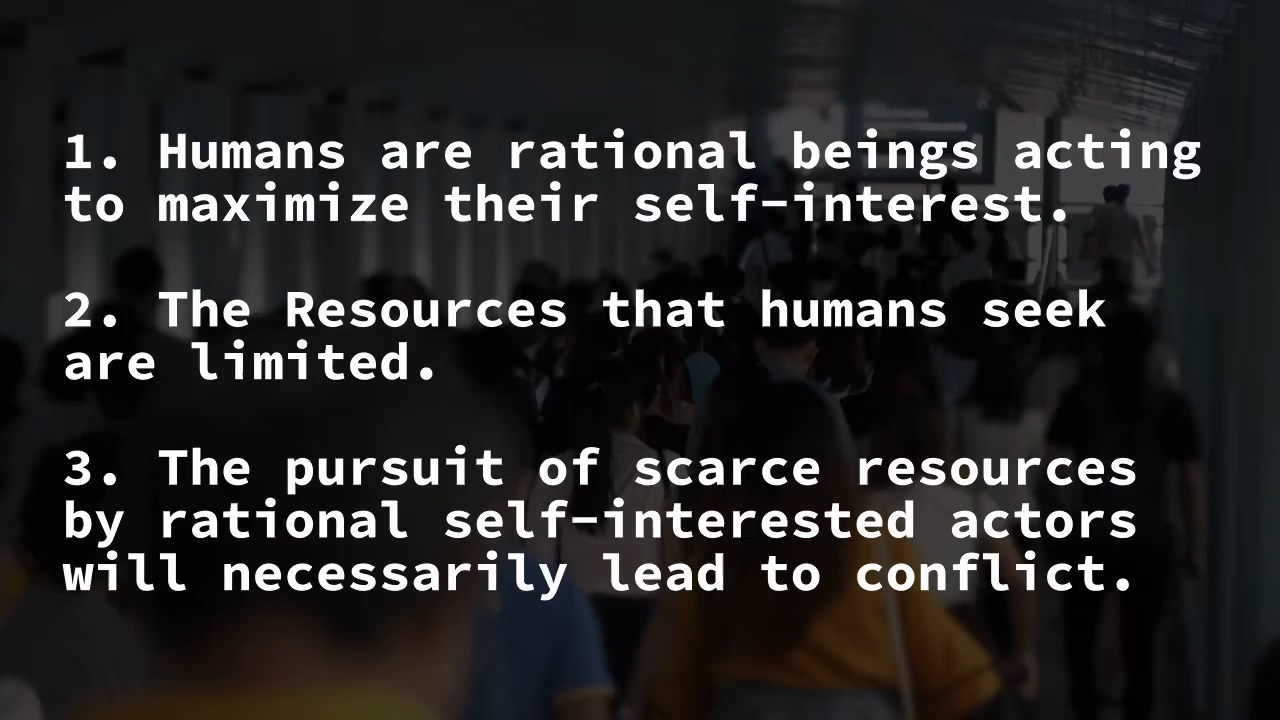 1. Humans are rational beings acting
to maximize their self-interest.
2. The Resources that humans seek
are limited.
3. The pursuit of scarce resources
by rational self-interested actors
will necessarily lead to conflict.